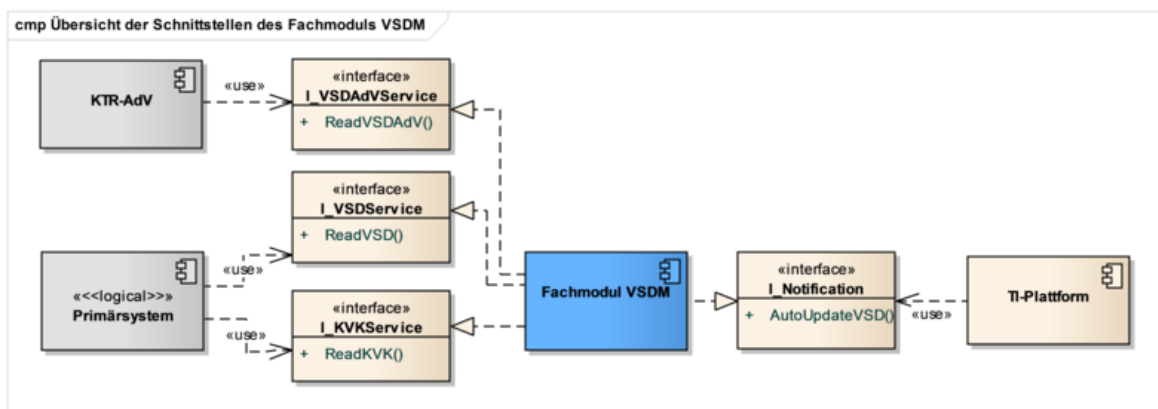 cmp Übersicht der Schnittstellen des Fachmoduls VSDM
KTR-AdV
«use»
«interface»
I_VSDAdVService
+ ReadVSDAdV()
«interface»
I_VSDService
+ ReadVSD()
«use»
«<<logical>>»
Primärsystem
«use»
«interface»
I_KVKService
+ ReadKVK()
Fachmodul VSDM
«interface»
I_Notification
+ AutoUpdateVSD()
«use»
TI-Plattform